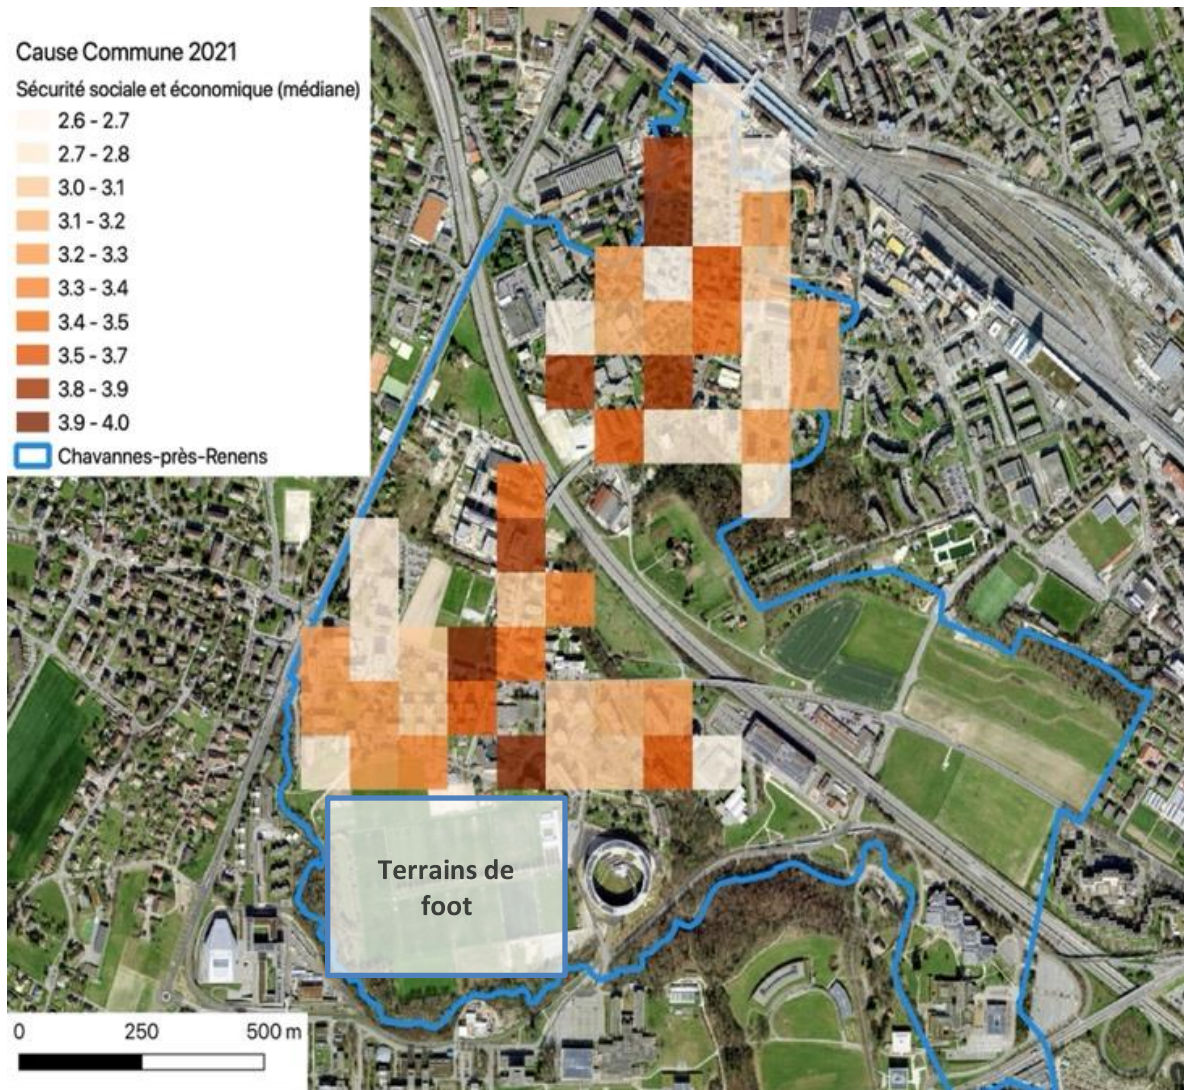 Cause Commune 2021
Sécurité sociale et économique (médiane)
2.6 - 2.7
2.7 - 2.8
3.0 - 3.1
3.1 - 3.2
3.2 - 3.3
3.3 - 3.4
3.4 - 3.5
3.5 - 3.7
3.8 - 3.9
3.9 - 4.0
Chavannes-près-Renens
Terrains de
foot
0 250 500 m